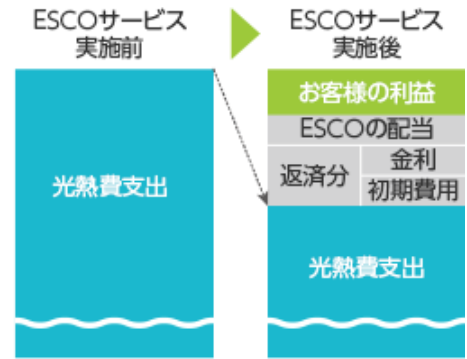 ESCOサービス
実施前
ESCOサービス
実施後
光熱費支出
お客様の利益
ESCOの配当
返済分
金利
初期費用
光熱費支出